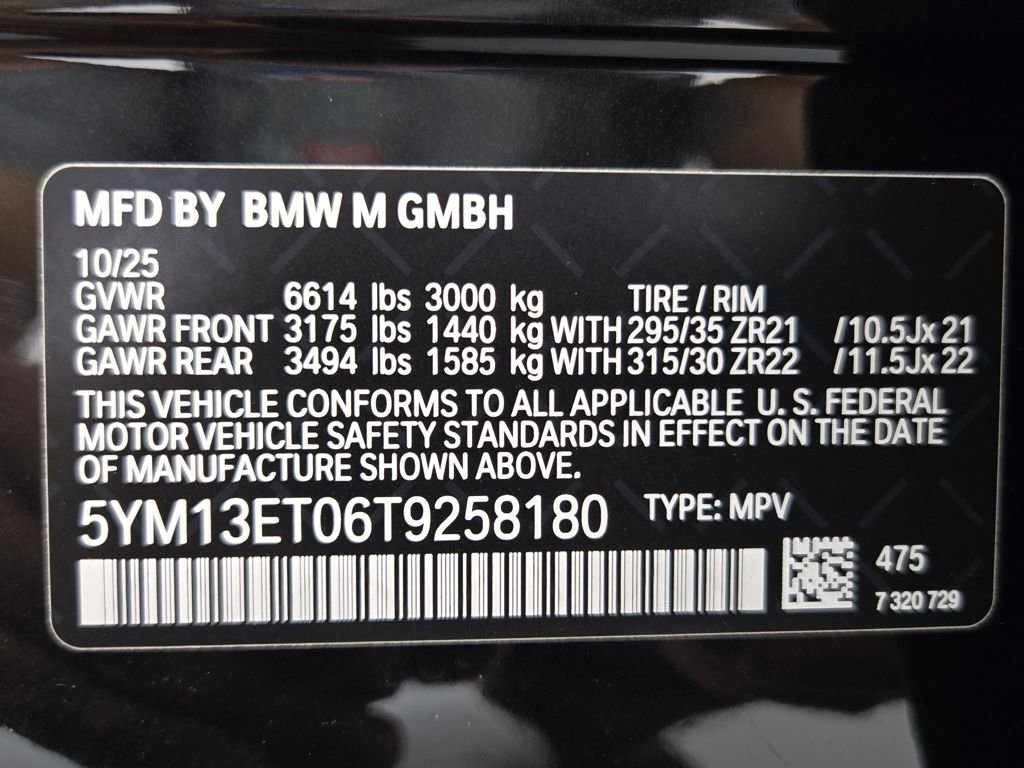 MFD BY BMW M GMBH
10/25
GVWR 6614 lbs 3000 kg TIRE / RIM
GAWR FRONT 3175 lbs 1440 kg WITH 295/35 ZR21 /10.5Jx 21
GAWR REAR 3494 lbs 1585 kg WITH 315/30 ZR22 /11.5Jx 22
THIS VEHICLE CONFORMS TO ALL APPLICABLE U. S. FEDERAL
MOTOR VEHICLE SAFETY STANDARDS IN EFFECT ON THE DATE
OF MANUFACTURE SHOWN ABOVE.
5YM13ET06T9258180 TYPE: MPV
475
7 320 729